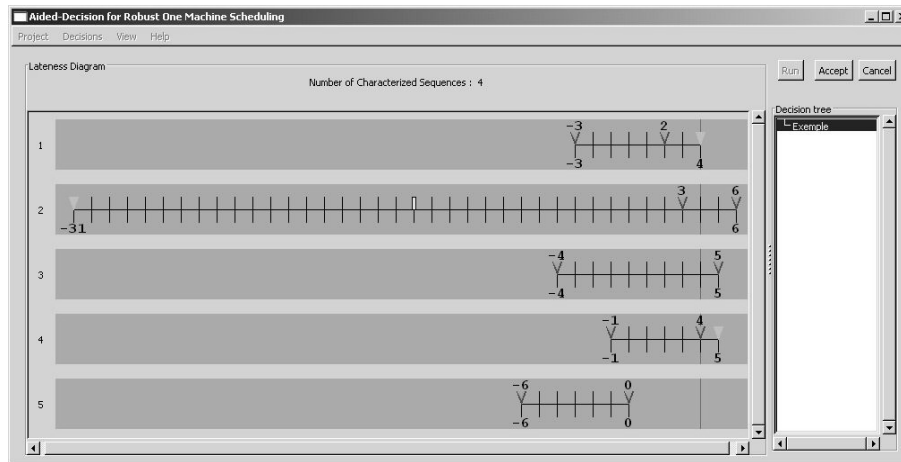 Aided-Decision for Robust One Machine Scheduling
Project Decisions View Help
Lateness Diagram
Number of Characterized Sequences : 4
Run Accept Cancel
Decision tree
Exemple
-3 2
1
-3 4
3 6
2
-31 6
-4 5
3
-4 5
-1 4
4
-1 5
-6 0
5
-6 0